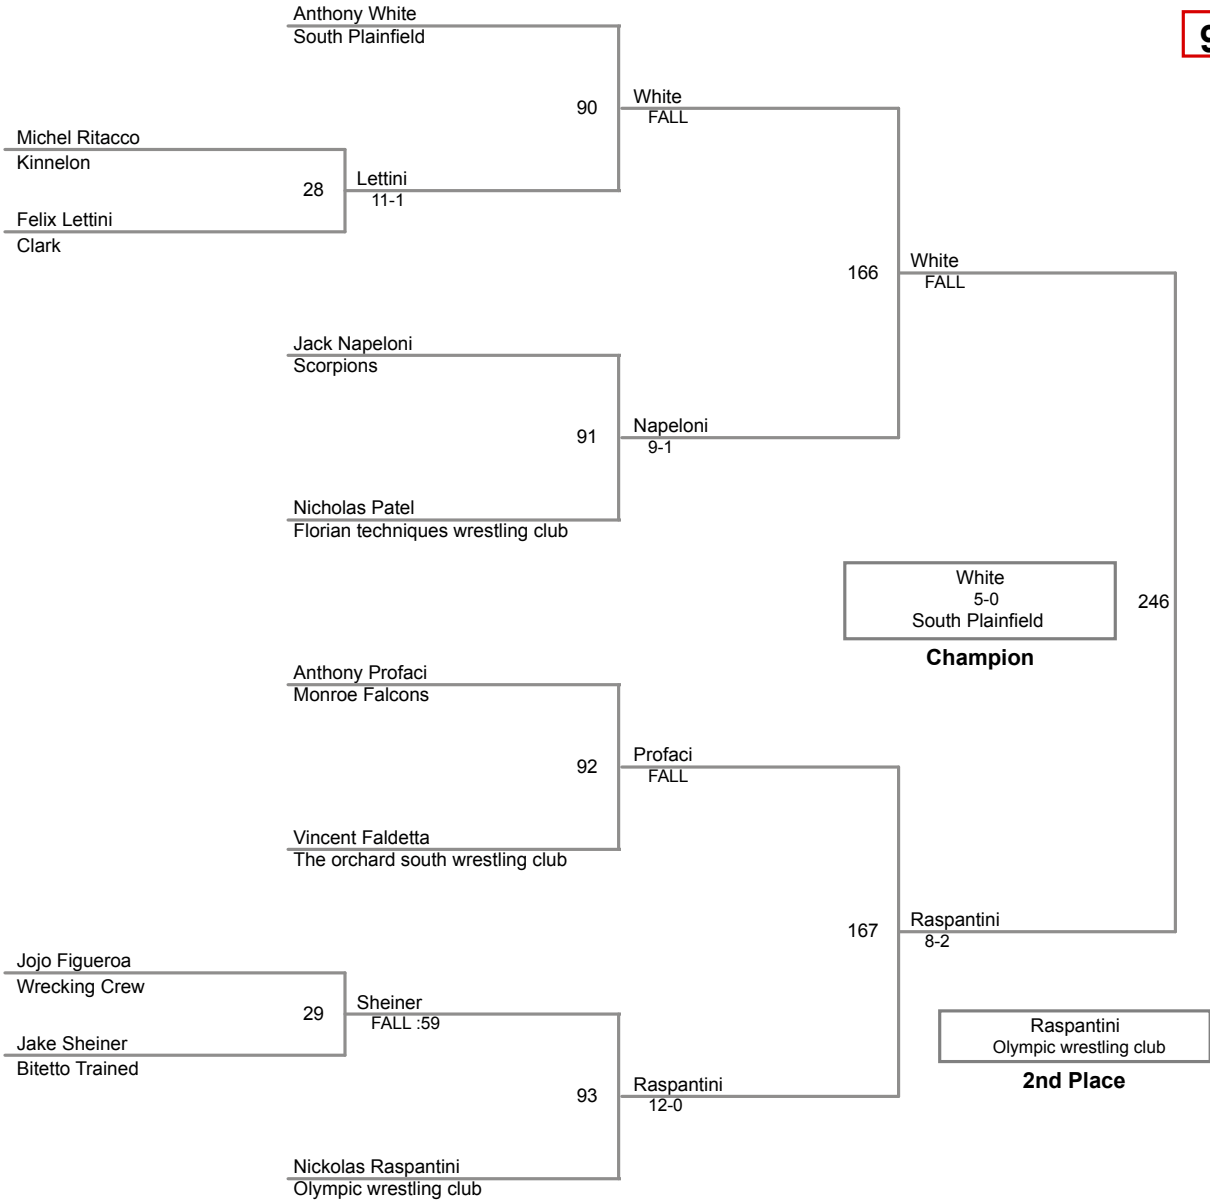 Anthony White
South Plainfield
9
90
White
FALL
Michel Ritacco
Kinnelon
28
Lettini
11-1
Felix Lettini
Clark
166
White
FALL
Jack Napeloni
Scorpions
91
Napeloni
9-1
Nicholas Patel
Florian techniques wrestling club
White
5-0
South Plainfield
246
Champion
Anthony Profaci
Monroe Falcons
92
Profaci
FALL
Vincent Faldetta
The orchard south wrestling club
167
Raspantini
8-2
Jojo Figueroa
Wrecking Crew
29
Sheiner
FALL :59
Jake Sheiner
Bitetto Trained
Raspantini
Olympic wrestling club
2nd Place
93
Raspantini
12-0
Nickolas Raspantini
Olympic wrestling club